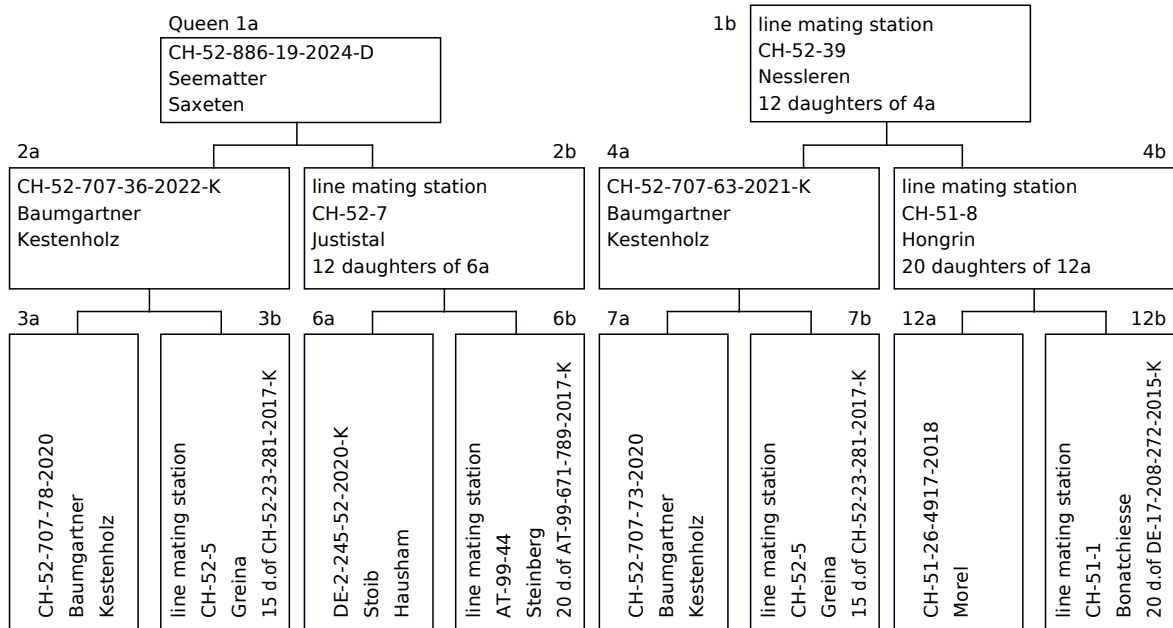 Queen 1a
CH-52-886-19-2024-D
Seematter
Saxeten
1b
line mating station
CH-52-39
Nessleren
12 daughters of 4a
2a
CH-52-707-36-2022-K
Baumgartner
Kestenholz
2b
line mating station
CH-52-7
Justistal
12 daughters of 6a
4a
CH-52-707-63-2021-K
Baumgartner
Kestenholz
4b
line mating station
CH-51-8
Hongrin
20 daughters of 12a
3a
CH-52-707-78-2020
Baumgartner
Kestenholz
3b
line mating station
CH-52-5
Greina
15 d.of CH-52-23-281-2017-K
6a
DE-2-245-52-2020-K
Stoib
Hausham
6b
line mating station
AT-99-44
Steinberg
20 d.of AT-99-671-789-2017-K
7a
CH-52-707-73-2020
Baumgartner
Kestenholz
7b
line mating station
CH-52-5
Greina
15 d.of CH-52-23-281-2017-K
12a
CH-51-26-4917-2018
Morel
12b
line mating station
CH-51-1
Bonatchiesse
20 d.of DE-17-208-272-2015-K